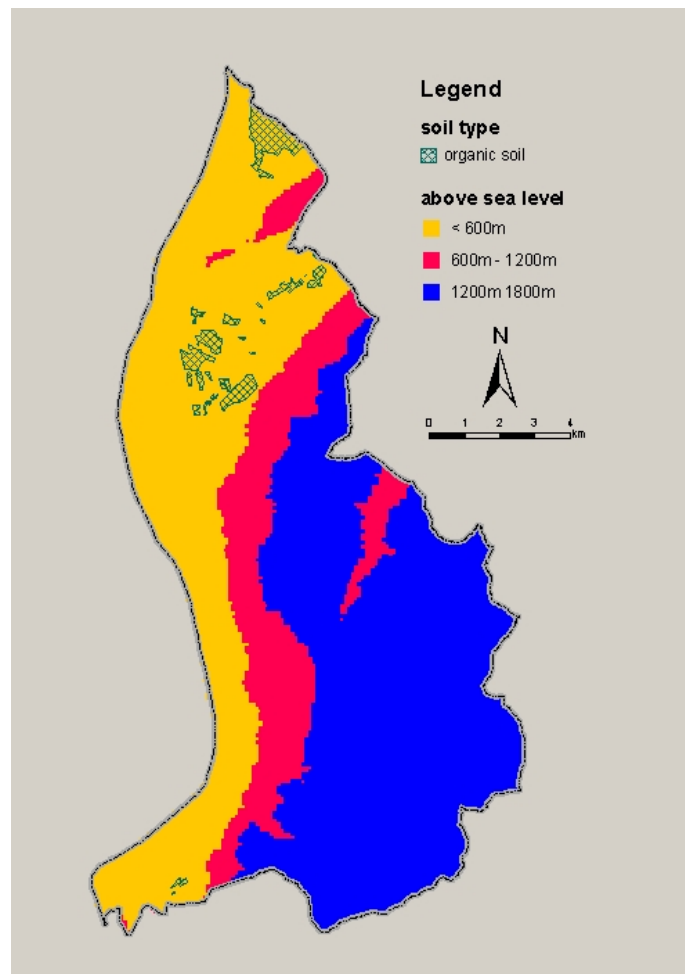 Legend
soil type
organic soil
above sea level
< 600m
600m - 1200m
1200m 1800m
N
0 1 2 3 4
km